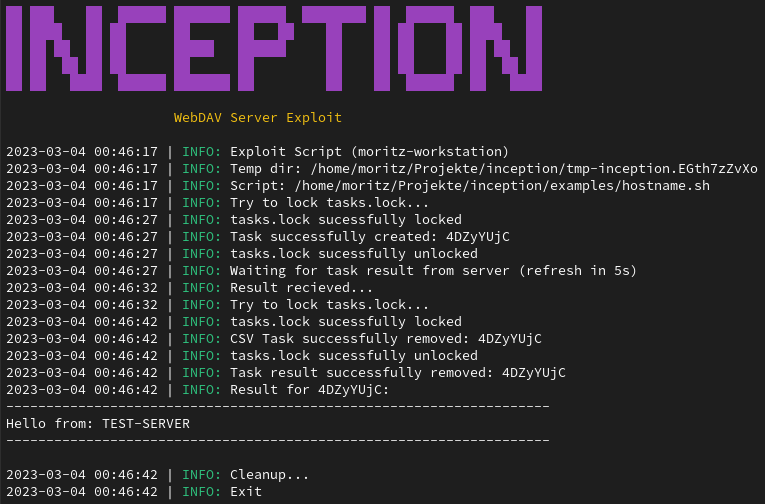 INCEPTION
WebDAV Server Exploit
2023-03-04 00:46:17 | INFO: Exploit Script (moritz-workstation)
2023-03-04 00:46:17 | INFO: Temp dir: /home/moritz/Projekte/inception/tmp-inception.EGth7zZvXo
2023-03-04 00:46:17 | INFO: Script: /home/moritz/Projekte/inception/examples/hostname.sh
2023-03-04 00:46:17 | INFO: Try to lock tasks.lock...
2023-03-04 00:46:27 | INFO: tasks.lock sucessfully locked
2023-03-04 00:46:27 | INFO: Task successfully created: 4DZyYUjC
2023-03-04 00:46:27 | INFO: tasks.lock sucessfully unlocked
2023-03-04 00:46:27 | INFO: Waiting for task result from server (refresh in 5s)
2023-03-04 00:46:32 | INFO: Result recieved...
2023-03-04 00:46:32 | INFO: Try to lock tasks.lock...
2023-03-04 00:46:42 | INFO: tasks.lock sucessfully locked
2023-03-04 00:46:42 | INFO: CSV Task successfully removed: 4DZyYUjC
2023-03-04 00:46:42 | INFO: tasks.lock sucessfully unlocked
2023-03-04 00:46:42 | INFO: Task result successfully removed: 4DZyYUjC
2023-03-04 00:46:42 | INFO: Result for 4DZyYUjC:
--------------------------------------------------------------------
Hello from: TEST-SERVER
--------------------------------------------------------------------
2023-03-04 00:46:42 | INFO: Cleanup...
2023-03-04 00:46:42 | INFO: Exit